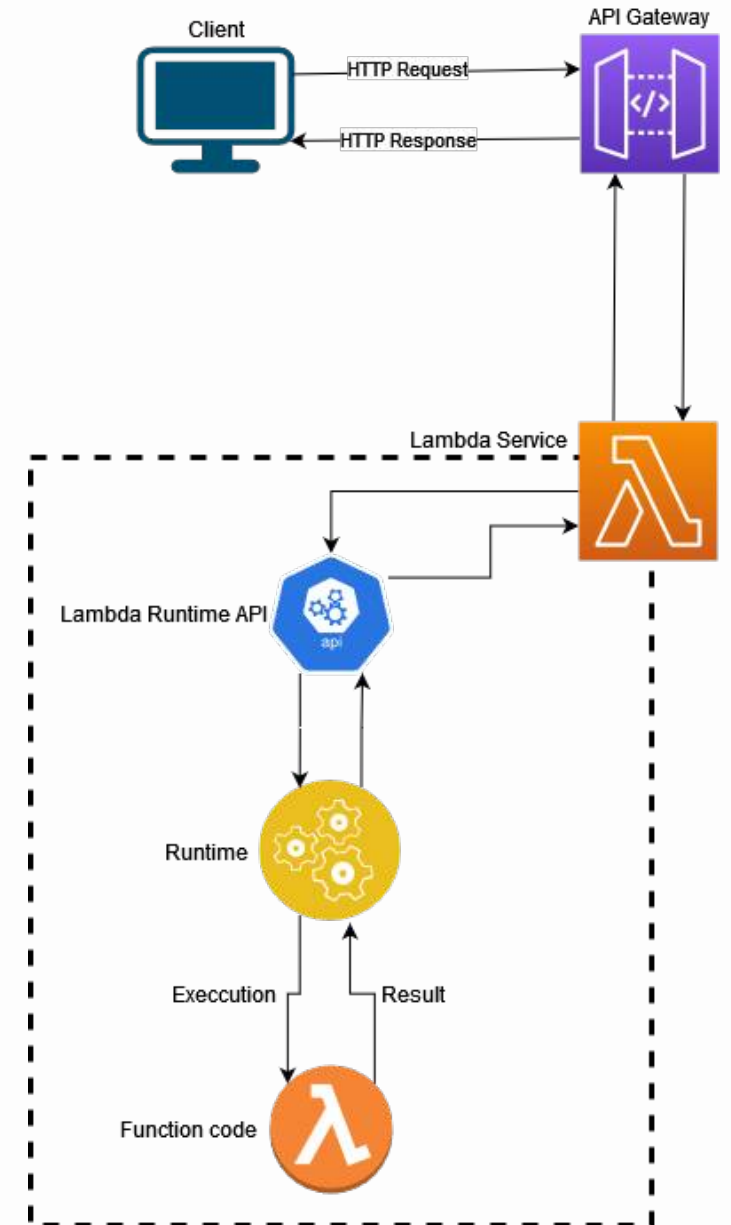 Client
API Gateway
HTTP Request
</>
HTTP Response
Lambda Service
Lambda Runtime API
api
Runtime
Execcution
Result
Function code